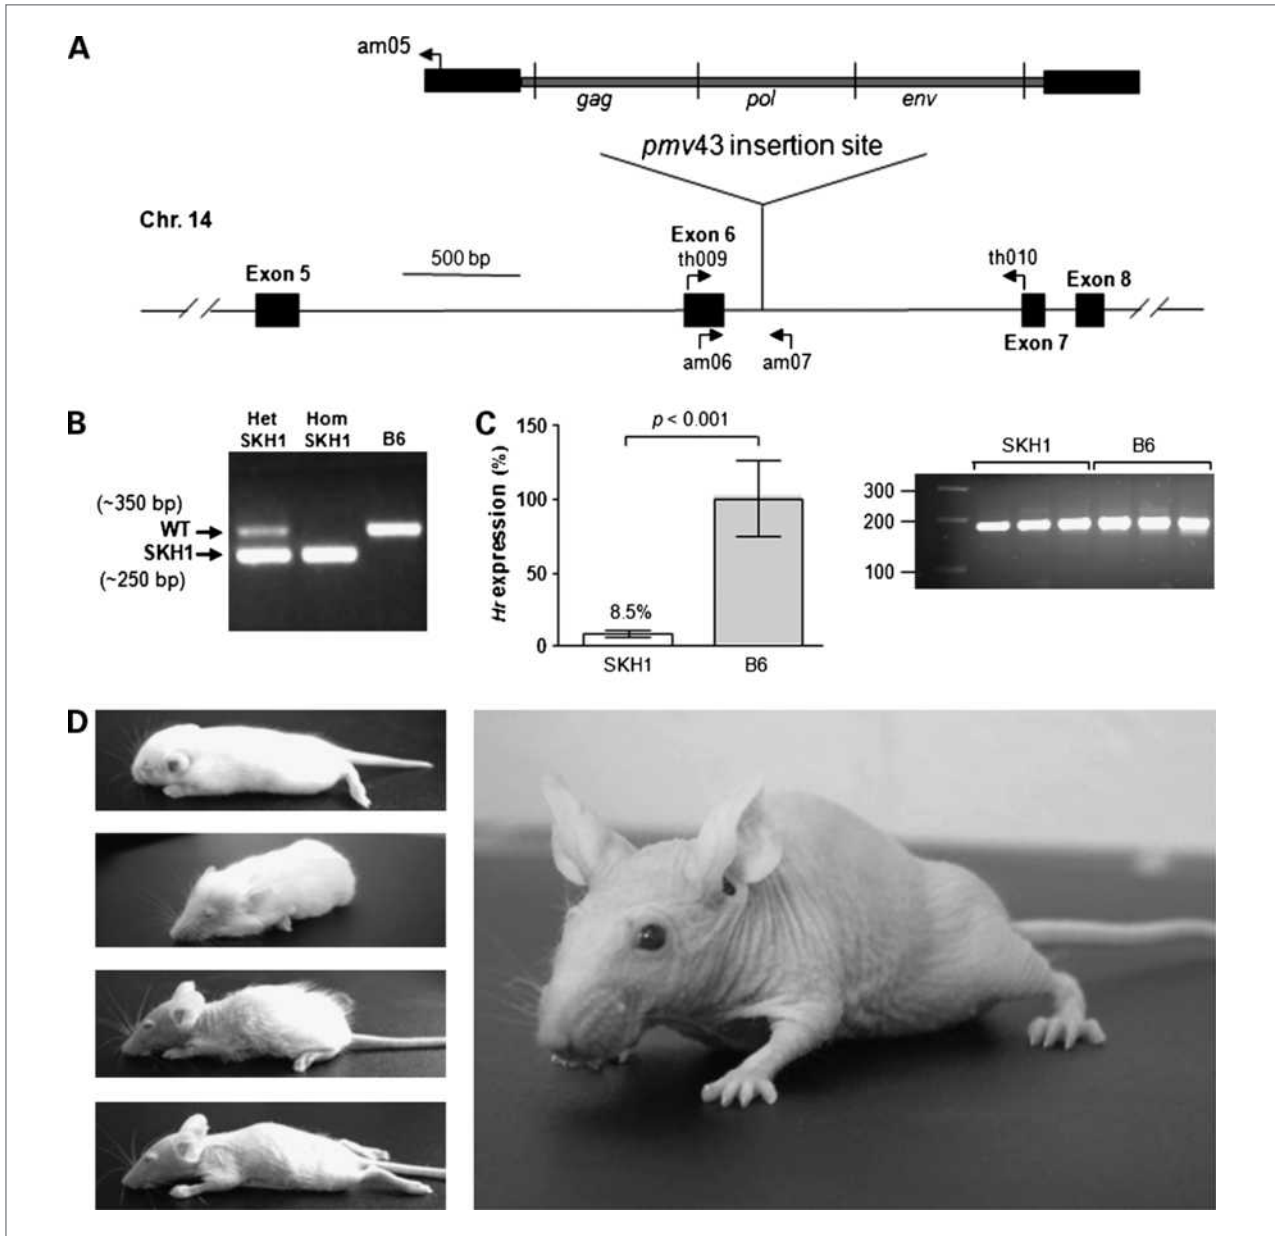 A
am05
gag pol env
pmv43 insertion site
Chr. 14
Exon 5
500 bp
Exon 6
th009
th010
Exon 8
Exon 7
am06
am07
B
Het
SKH1
Hom
SKH1
B6
(~350 bp)
WT
SKH1
(~250 bp)
C
Hr expression (%)
150
100
50
0
p < 0.001
8.5%
SKH1
B6
SKH1
B6
300
200
100
D